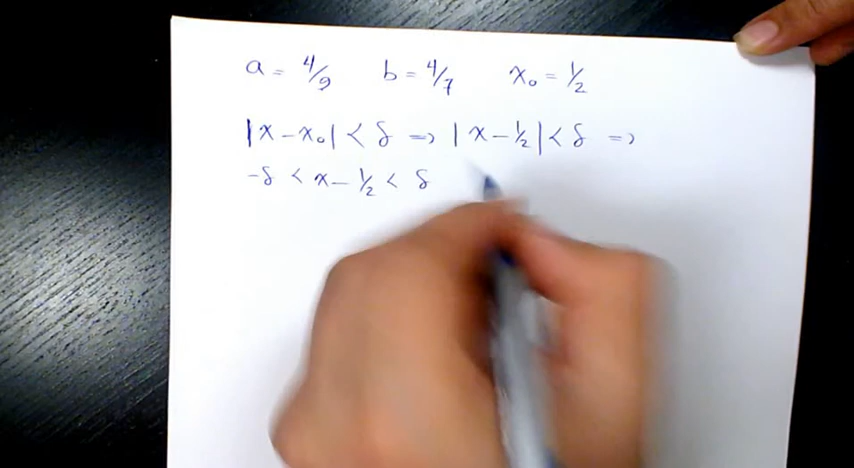 a = 4/9 b = 4/7 x₀ = 1/2
|x - x₀| < δ => |x - 1/2| < δ =>
-δ < x - 1/2 < δ